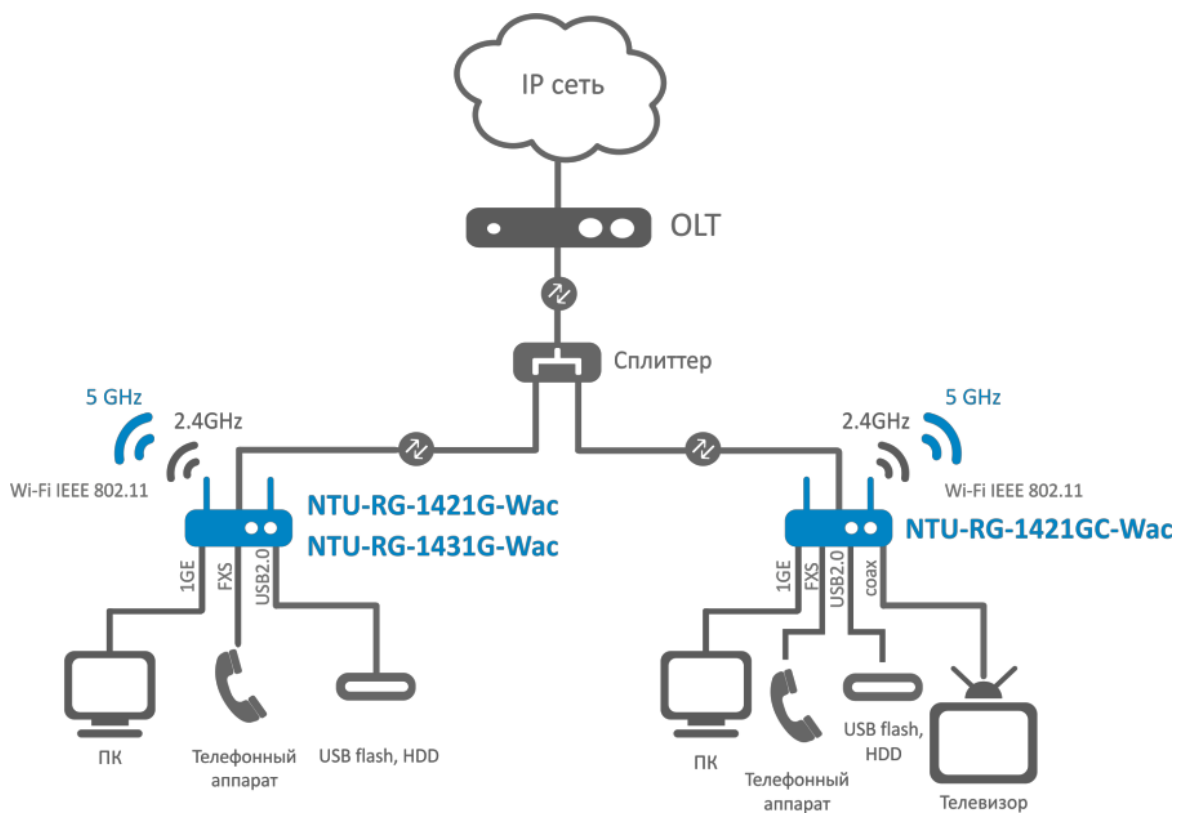 IP сеть
OLT
Сплиттер
5 GHz
2.4GHz
Wi-Fi IEEE 802.11
NTU-RG-1421G-Wac
NTU-RG-1431G-Wac
1GE
FXS
USB2.0
ПК
Телефонный
аппарат
USB flash, HDD
5 GHz
2.4GHz
Wi-Fi IEEE 802.11
NTU-RG-1421GC-Wac
1GE
FXS
USB2.0
coax
ПК
Телефонный
аппарат
USB flash,
HDD
Телевизор